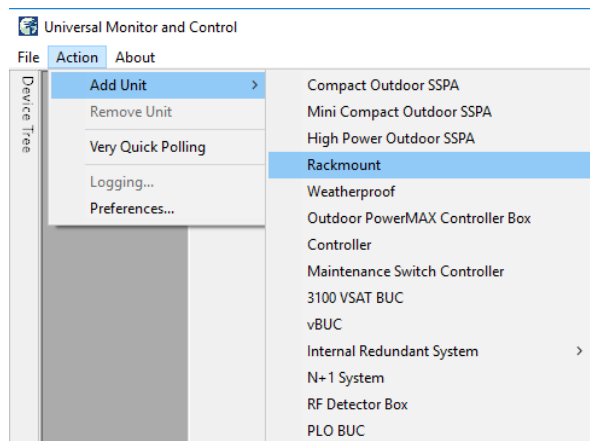 Universal Monitor and Control
File Action About
Device Tree
Add Unit >
Remove Unit
Very Quick Polling
Logging...
Preferences...
Compact Outdoor SSPA
Mini Compact Outdoor SSPA
High Power Outdoor SSPA
Rackmount
Weatherproof
Outdoor PowerMAX Controller Box
Controller
Maintenance Switch Controller
3100 VSAT BUC
vBUC
Internal Redundant System >
N+1 System
RF Detector Box
PLO BUC